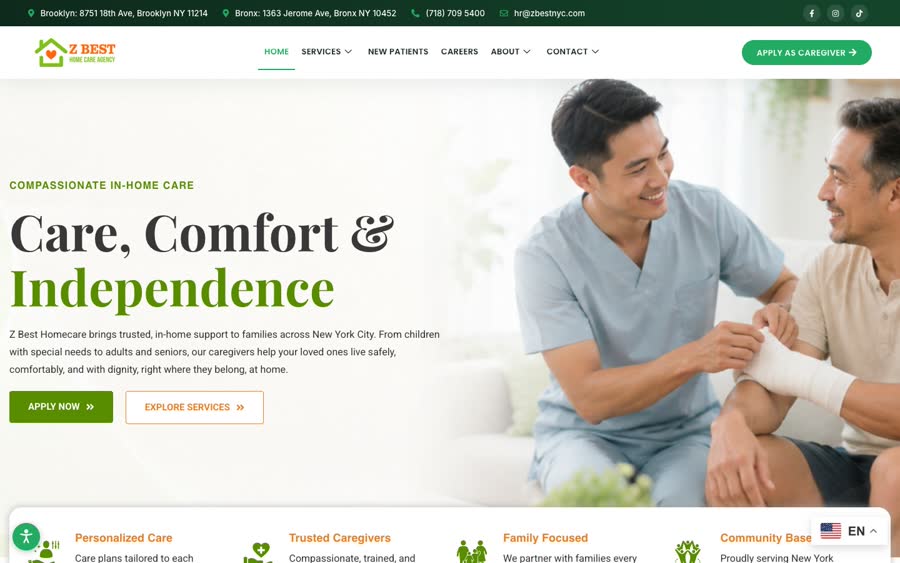 Brooklyn: 8751 18th Ave, Brooklyn NY 11214
Bronx: 1363 Jerome Ave, Bronx NY 10452
(718) 709 5400
hr@zbestnyc.com
Z BEST
HOME CARE AGENCY
HOME
SERVICES
NEW PATIENTS
CAREERS
ABOUT
CONTACT
APPLY AS CAREGIVER
COMPASSIONATE IN-HOME CARE
Care, Comfort &
Independence
Z Best Homecare brings trusted, in-home support to families across New York City. From children
with special needs to adults and seniors, our caregivers help your loved ones live safely,
comfortably, and with dignity, right where they belong, at home.
APPLY NOW
EXPLORE SERVICES
Personalized Care
Care plans tailored to each
Trusted Caregivers
Compassionate, trained, and
Family Focused
We partner with families every
Community Base
Proudly serving New York
EN